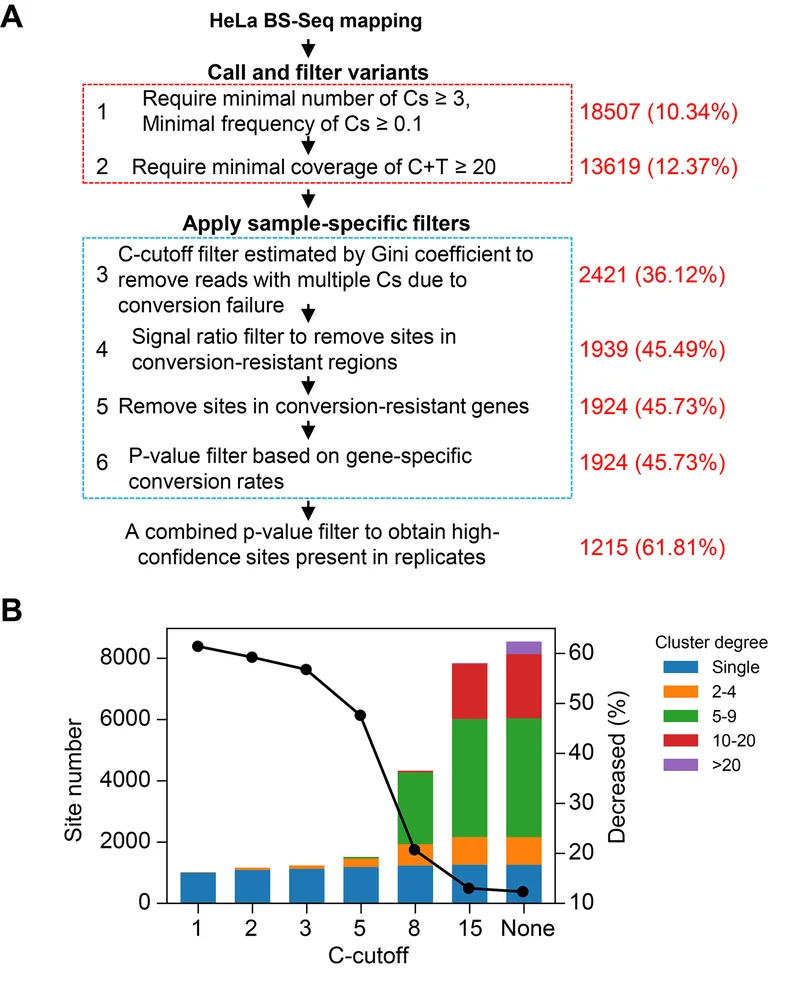 A
HeLa BS-Seq mapping
Call and filter variants
1
Require minimal number of Cs ≥ 3,
Minimal frequency of Cs ≥ 0.1
18507 (10.34%)
2
Require minimal coverage of C+T ≥ 20
13619 (12.37%)
Apply sample-specific filters
3
C-cutoff filter estimated by Gini coefficient to
remove reads with multiple Cs due to
conversion failure
2421 (36.12%)
4
Signal ratio filter to remove sites in
conversion-resistant regions
1939 (45.49%)
5
Remove sites in conversion-resistant genes
1924 (45.73%)
6
P-value filter based on gene-specific
conversion rates
1924 (45.73%)
A combined p-value filter to obtain high-
confidence sites present in replicates
1215 (61.81%)
B
Site number
8000
6000
4000
2000
0
1
2
3
5
8
15
None
C-cutoff
60
50
40
30
20
10
Decreased (%)
Cluster degree
Single
2-4
5-9
10-20
>20